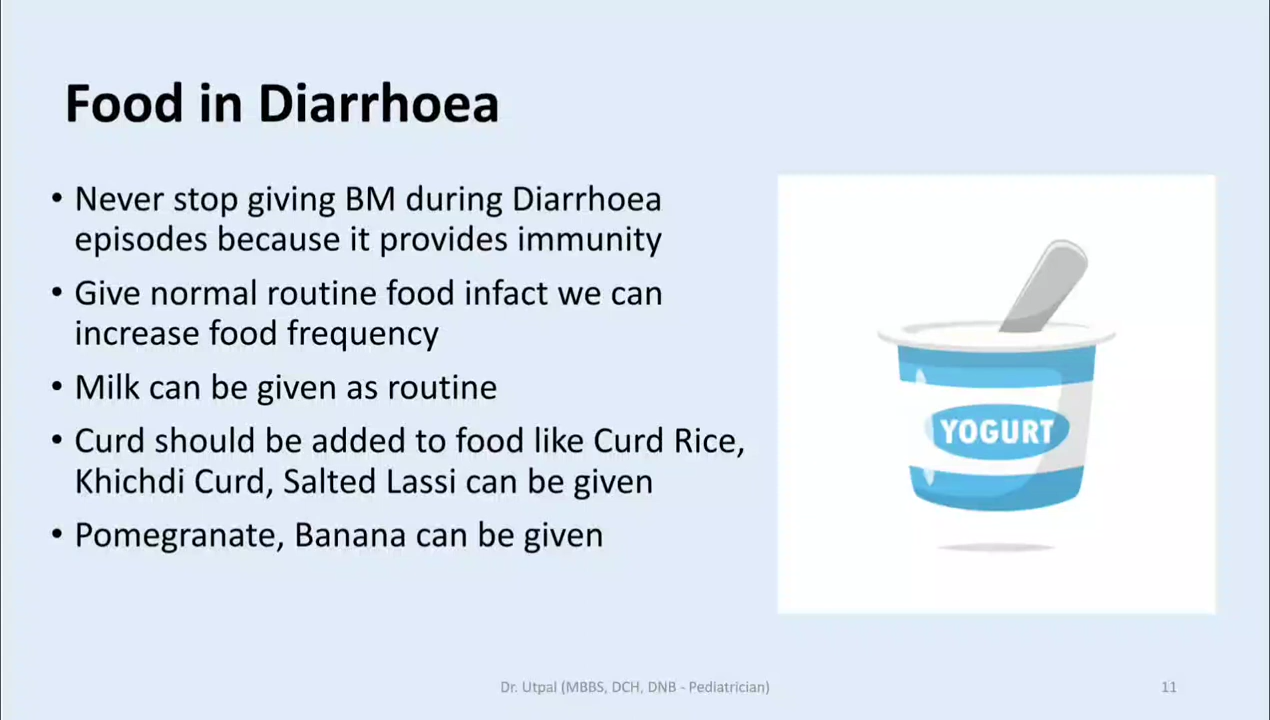 Food in Diarrhoea
• Never stop giving BM during Diarrhoea
episodes because it provides immunity
• Give normal routine food infact we can
increase food frequency
• Milk can be given as routine
• Curd should be added to food like Curd Rice,
Khichdi Curd, Salted Lassi can be given
• Pomegranate, Banana can be given
YOGURT
Dr. Utpal (MBBS, DCH, DNB - Pediatrician)
11